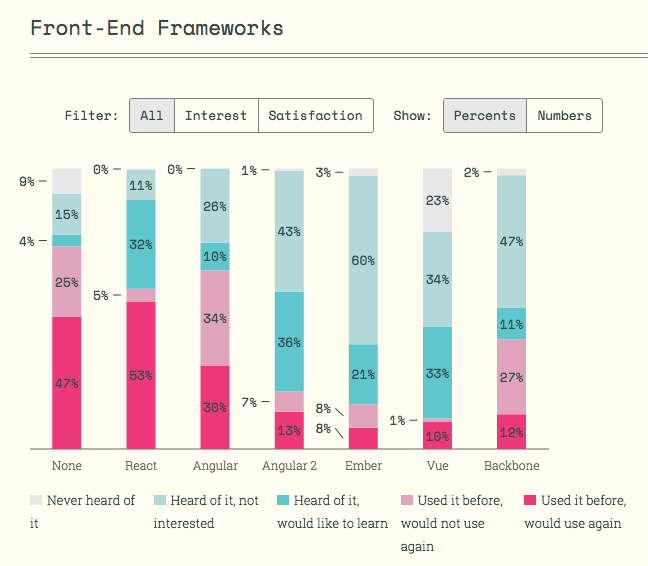 Front-End Frameworks
Filter: All Interest Satisfaction Show: Percents Numbers
9% 15% 4% 25% 47%
0% 11% 32% 5% 53%
0% 26% 10% 34% 30%
1% 43% 36% 7% 13%
3% 60% 21% 8% 8%
23% 34% 33% 1% 10%
2% 47% 11% 27% 12%
None React Angular Angular 2 Ember Vue Backbone
Never heard of
it
Heard of it, not
interested
Heard of it,
would like to learn
Used it before,
would not use
again
Used it before,
would use again